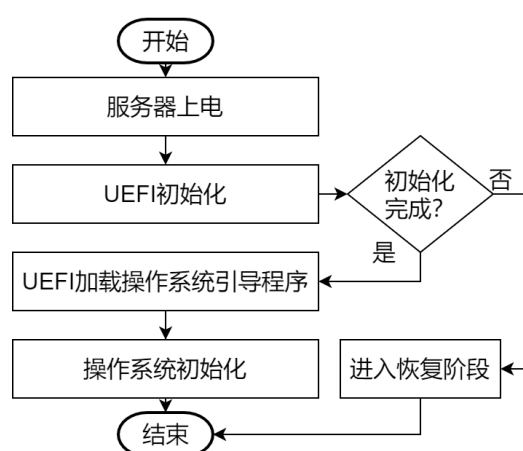 开始
服务器上电
UEFI初始化
初始化
完成?
否
是
UEFI加载操作系统引导程序
操作系统初始化
进入恢复阶段
结束